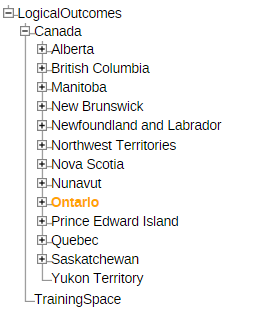 LogicalOutcomes
Canada
Alberta
British Columbia
Manitoba
New Brunswick
Newfoundland and Labrador
Northwest Territories
Nova Scotia
Nunavut
Ontario
Prince Edward Island
Quebec
Saskatchewan
Yukon Territory
TrainingSpace